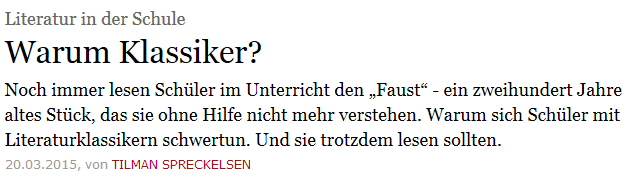 Literatur in der Schule
Warum Klassiker?
Noch immer lesen Schüler im Unterricht den „Faust“ - ein zweihundert Jahre
altes Stück, das sie ohne Hilfe nicht mehr verstehen. Warum sich Schüler mit
Literaturklassikern schwertun. Und sie trotzdem lesen sollten.
20.03.2015, von TILMAN SPRECKELSEN